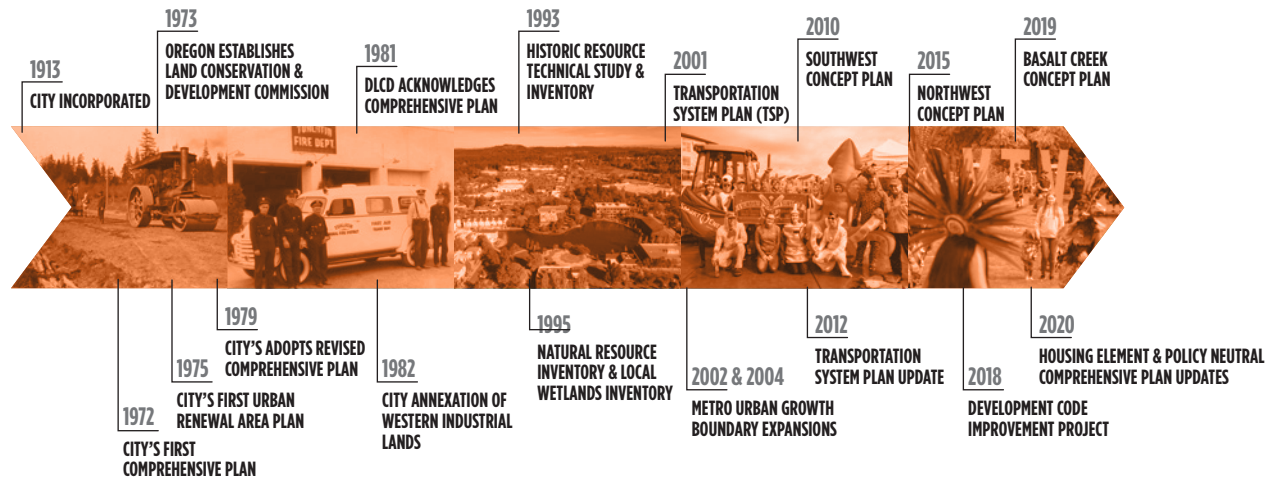 1913
CITY INCORPORATED
1973
OREGON ESTABLISHES
LAND CONSERVATION &
DEVELOPMENT COMMISSION
1981
DLCD ACKNOWLEDGES
COMPREHENSIVE PLAN
1993
HISTORIC RESOURCE
TECHNICAL STUDY &
INVENTORY
2001
TRANSPORTATION
SYSTEM PLAN (TSP)
2010
SOUTHWEST
CONCEPT PLAN
2015
NORTHWEST
CONCEPT PLAN
2019
BASALT CREEK
CONCEPT PLAN
FIRE DEPT.
1972
CITY'S FIRST
COMPREHENSIVE PLAN
1975
CITY'S FIRST URBAN
RENEWAL AREA PLAN
1979
CITY'S ADOPTS REVISED
COMPREHENSIVE PLAN
1982
CITY ANNEXATION OF
WESTERN INDUSTRIAL
LANDS
1995
NATURAL RESOURCE
INVENTORY & LOCAL
WETLANDS INVENTORY
2002 & 2004
METRO URBAN GROWTH
BOUNDARY EXPANSIONS
2012
TRANSPORTATION
SYSTEM PLAN UPDATE
2018
DEVELOPMENT CODE
IMPROVEMENT PROJECT
2020
HOUSING ELEMENT & POLICY NEUTRAL
COMPREHENSIVE PLAN UPDATES